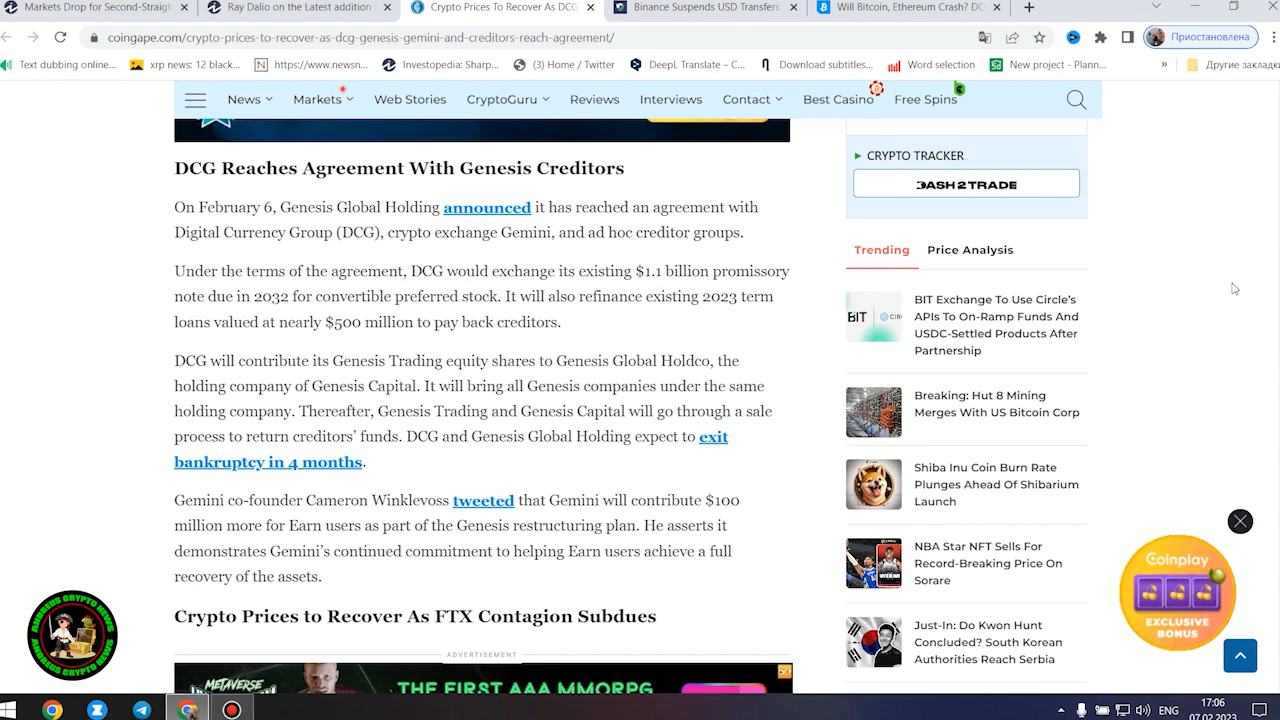 Markets Drop for Second-Straigh
Ray Dalio on the Latest addition
Crypto Prices To Recover As DCG
Binance Suspends USD Transfers
Will Bitcoin, Ethereum Crash? DC
coingape.com/crypto-prices-to-recover-as-dcg-genesis-gemini-and-creditors-reach-agreement/
Приостановлена
Text dubbing online...
xrp news: 12 black...
https://www.newsn...
Investopedia: Sharp...
(3) Home / Twitter
DeepL Translate – C...
Download subtitles...
Word selection
New project - Plann...
»
Другие закладки
News
Markets
Web Stories
CryptoGuru
Reviews
Interviews
Contact
Best Casino
Free Spins
DCG Reaches Agreement With Genesis Creditors
On February 6, Genesis Global Holding announced it has reached an agreement with
Digital Currency Group (DCG), crypto exchange Gemini, and ad hoc creditor groups.
Under the terms of the agreement, DCG would exchange its existing $1.1 billion promissory
note due in 2032 for convertible preferred stock. It will also refinance existing 2023 term
loans valued at nearly $500 million to pay back creditors.
DCG will contribute its Genesis Trading equity shares to Genesis Global Holdco, the
holding company of Genesis Capital. It will bring all Genesis companies under the same
holding company. Thereafter, Genesis Trading and Genesis Capital will go through a sale
process to return creditors' funds. DCG and Genesis Global Holding expect to exit
bankruptcy in 4 months.
Gemini co-founder Cameron Winklevoss tweeted that Gemini will contribute $100
million more for Earn users as part of the Genesis restructuring plan. He asserts it
demonstrates Gemini's continued commitment to helping Earn users achieve a full
recovery of the assets.
Crypto Prices to Recover As FTX Contagion Subdues
ADVERTISEMENT
METAVERSE
THE FIRST AAA MMORPG
CRYPTO TRACKER
DASH 2 TRADE
Trending
Price Analysis
BIT
CIR
BIT Exchange To Use Circle's
APIs To On-Ramp Funds And
USDC-Settled Products After
Partnership
Breaking: Hut 8 Mining
Merges With US Bitcoin Corp
Shiba Inu Coin Burn Rate
Plunges Ahead Of Shibarium
Launch
NBA Star NFT Sells For
Record-Breaking Price On
Sorare
Just-In: Do Kwon Hunt
Concluded? South Korean
Authorities Reach Serbia
Coinplay
EXCLUSIVE
BONUS
ANDREUS CRYPTO NEWS
ANDREUS CRYPTO NEWS
ENG
17:06
07.02.2023